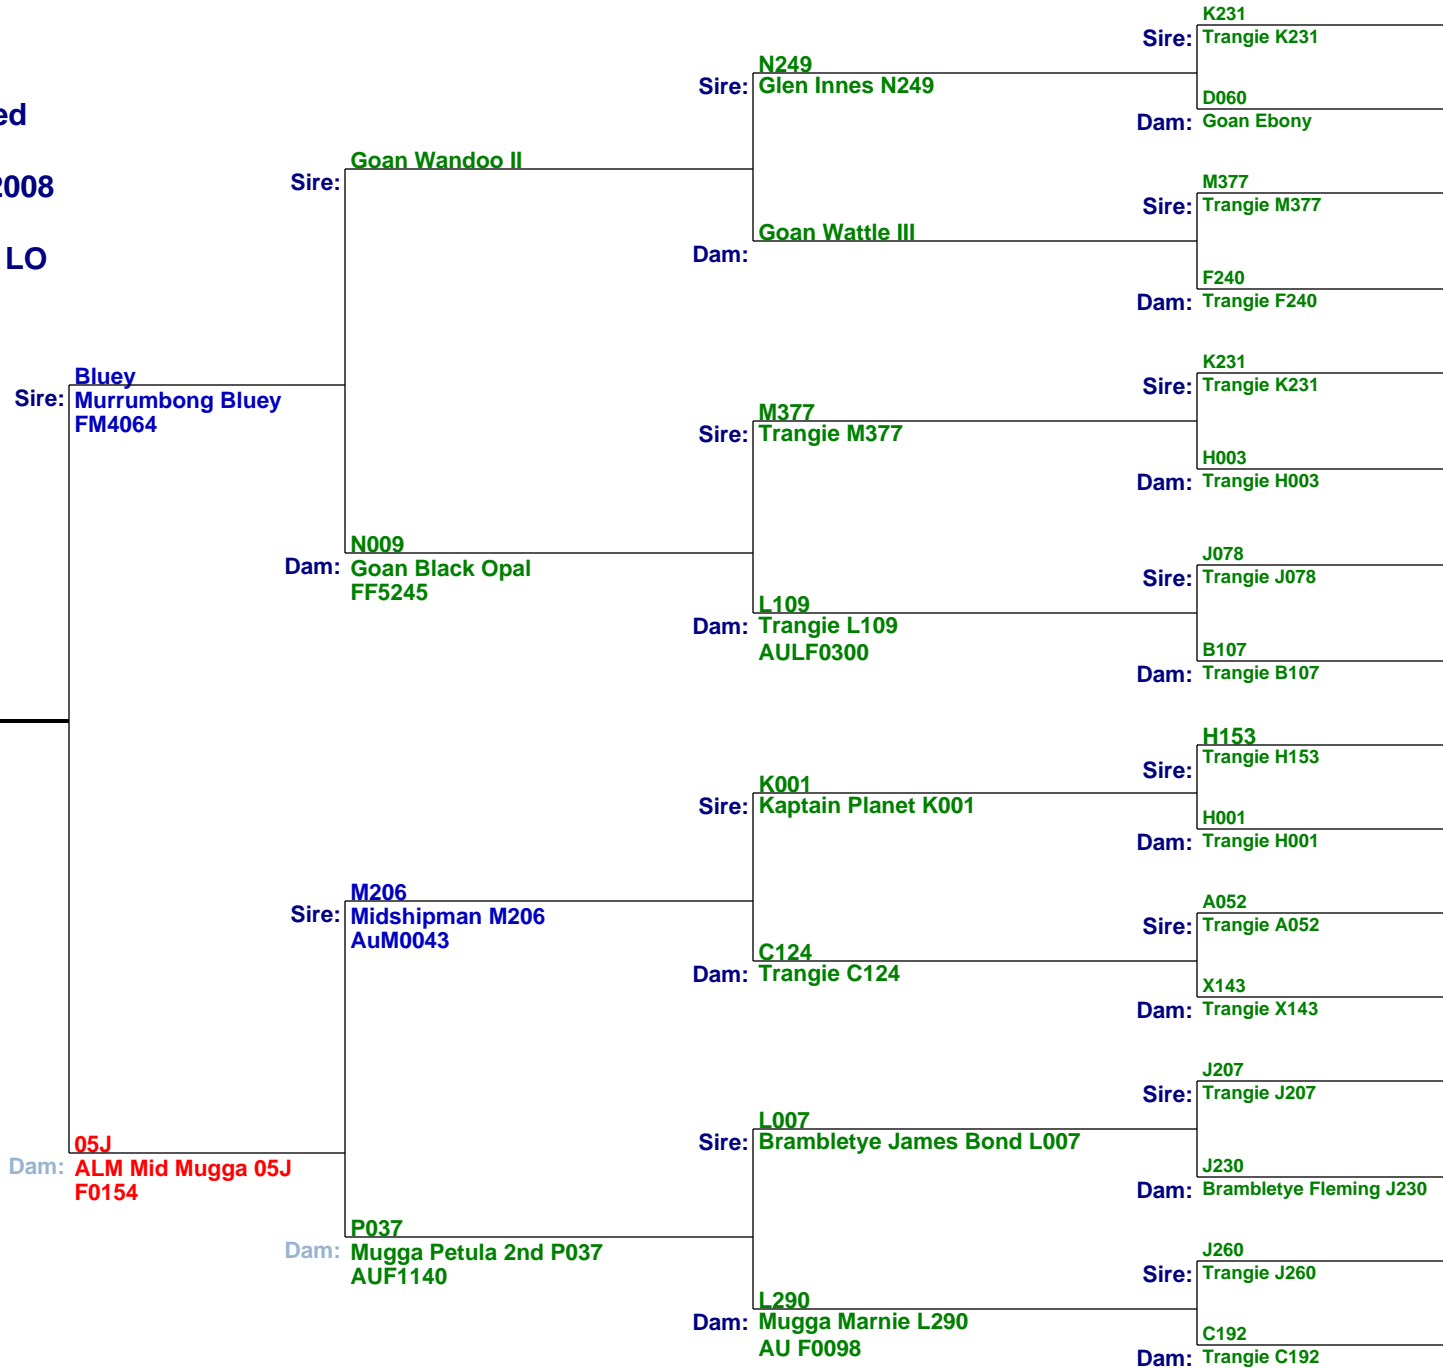 ed
2008
LO
Sire:
Bluey
Murrumbong Bluey
FM4064
Dam:
05J
ALM Mid Mugga 05J
F0154
Sire:
Goan Wandoo II
Dam:
N009
Goan Black Opal
FF5245
Sire:
M206
Midshipman M206
AuM0043
Dam:
P037
Mugga Petula 2nd P037
AUF1140
Sire:
N249
Glen Innes N249
Dam:
Goan Wattle III
Sire:
M377
Trangie M377
Dam:
L109
Trangie L109
AULF0300
Sire:
K001
Kaptain Planet K001
Dam:
C124
Trangie C124
Sire:
L007
Brambletye James Bond L007
Dam:
L290
Mugga Marnie L290
AU F0098
Sire:
K231
Trangie K231
Dam:
D060
Goan Ebony
Sire:
M377
Trangie M377
Dam:
F240
Trangie F240
Sire:
K231
Trangie K231
Dam:
H003
Trangie H003
Sire:
J078
Trangie J078
Dam:
B107
Trangie B107
Sire:
H153
Trangie H153
Dam:
H001
Trangie H001
Sire:
A052
Trangie A052
Dam:
X143
Trangie X143
Sire:
J207
Trangie J207
Dam:
J230
Brambletye Fleming J230
Sire:
J260
Trangie J260
Dam:
C192
Trangie C192